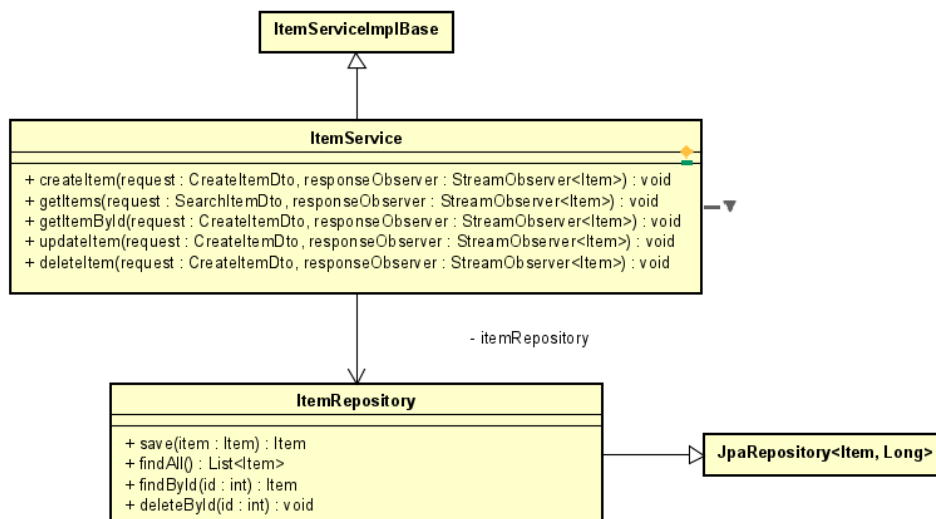 ItemServiceImplBase
ItemService
+ createItem(request : CreateItemDto, responseObserver : StreamObserver<Item>) : void
+ getItems(request : SearchItemDto, responseObserver : StreamObserver<Item>) : void
+ getItemById(request : CreateItemDto, responseObserver : StreamObserver<Item>) : void
+ updateItem(request : CreateItemDto, responseObserver : StreamObserver<Item>) : void
+ deleteItem(request : CreateItemDto, responseObserver : StreamObserver<Item>) : void
- itemRepository
ItemRepository
+ save(item : Item) : Item
+ findAll() : List<Item>
+ findById(id : int) : Item
+ deleteById(id : int) : void
JpaRepository<Item, Long>